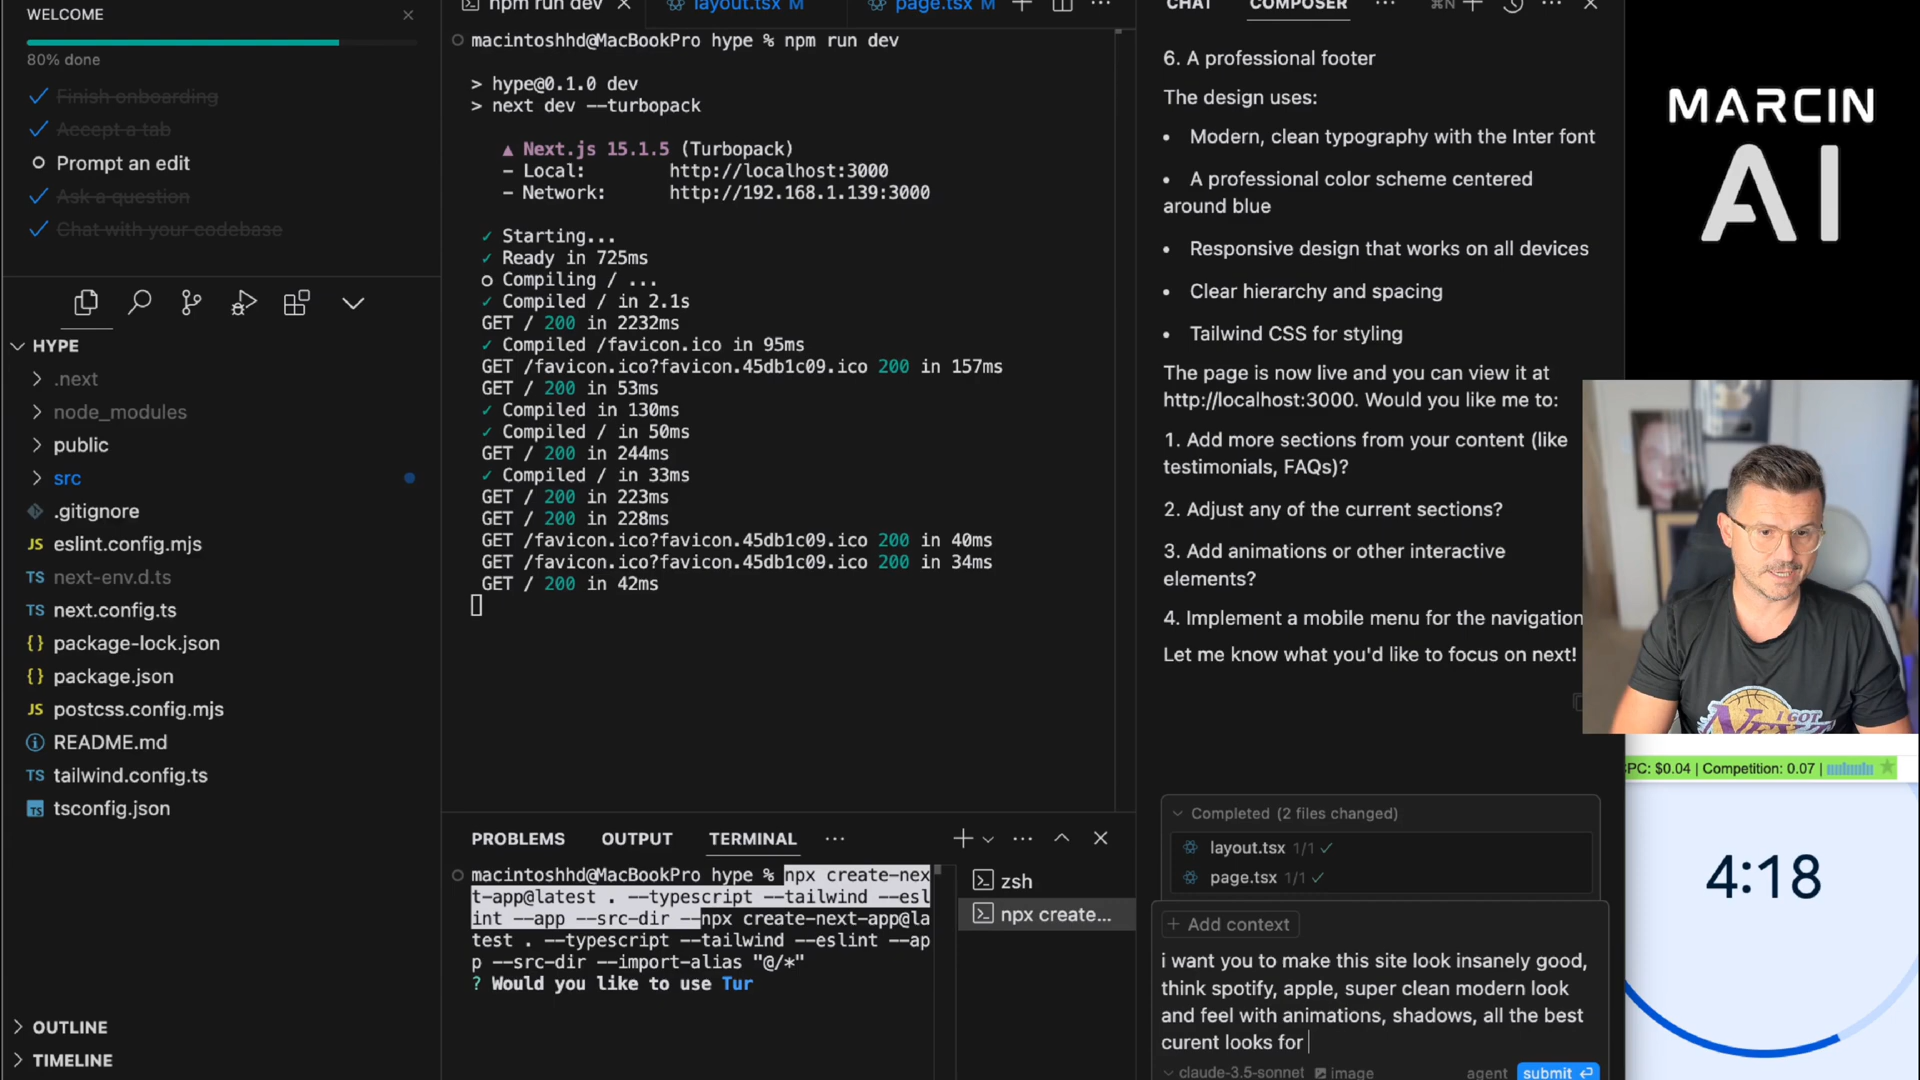 WELCOME
80% done
Finish onboarding
Accept a tab
Prompt an edit
Ask a question
Chat with your codebase
HYPE
.next
node_modules
public
src
.gitignore
JS eslint.config.mjs
TS next-env.d.ts
TS next.config.ts
{} package-lock.json
{} package.json
JS postcss.config.mjs
README.md
TS tailwind.config.ts
TS tsconfig.json
OUTLINE
TIMELINE
npm run dev
layout.tsx M
page.tsx M
macintoshhd@MacBookPro hype % npm run dev
> hype@0.1.0 dev
> next dev --turbopack
▲ Next.js 15.1.5 (Turbopack)
- Local: http://localhost:3000
- Network: http://192.168.1.139:3000
✓ Starting...
✓ Ready in 725ms
○ Compiling / ...
✓ Compiled / in 2.1s
GET / 200 in 2232ms
✓ Compiled /favicon.ico in 95ms
GET /favicon.ico?favicon.45db1c09.ico 200 in 157ms
GET / 200 in 53ms
✓ Compiled in 130ms
✓ Compiled / in 50ms
GET / 200 in 244ms
✓ Compiled / in 33ms
GET / 200 in 223ms
GET / 200 in 228ms
GET /favicon.ico?favicon.45db1c09.ico 200 in 40ms
GET /favicon.ico?favicon.45db1c09.ico 200 in 34ms
GET / 200 in 42ms
PROBLEMS OUTPUT TERMINAL ...
macintoshhd@MacBookPro hype % npx create-nex
t-app@latest . --typescript --tailwind --esl
int --app --src-dir --npx create-next-app@la
test . --typescript --tailwind --eslint --ap
p --src-dir --import-alias "@/*"
? Would you like to use Tur
zsh
npx create...
CHAT COMPOSER ... ⌘N
6. A professional footer
The design uses:
• Modern, clean typography with the Inter font
• A professional color scheme centered
around blue
• Responsive design that works on all devices
• Clear hierarchy and spacing
• Tailwind CSS for styling
The page is now live and you can view it at
http://localhost:3000. Would you like me to:
1. Add more sections from your content (like
testimonials, FAQs)?
2. Adjust any of the current sections?
3. Add animations or other interactive
elements?
4. Implement a mobile menu for the navigation
Let me know what you'd like to focus on next!
Completed (2 files changed)
layout.tsx 1/1 ✓
page.tsx 1/1 ✓
+ Add context
i want you to make this site look insanely good,
think spotify, apple, super clean modern look
and feel with animations, shadows, all the best
curent looks for
claude-3.5-sonnet image agent submit
MARCIN
AI
I GOT
PC: $0.04 | Competition: 0.07 |
4:18